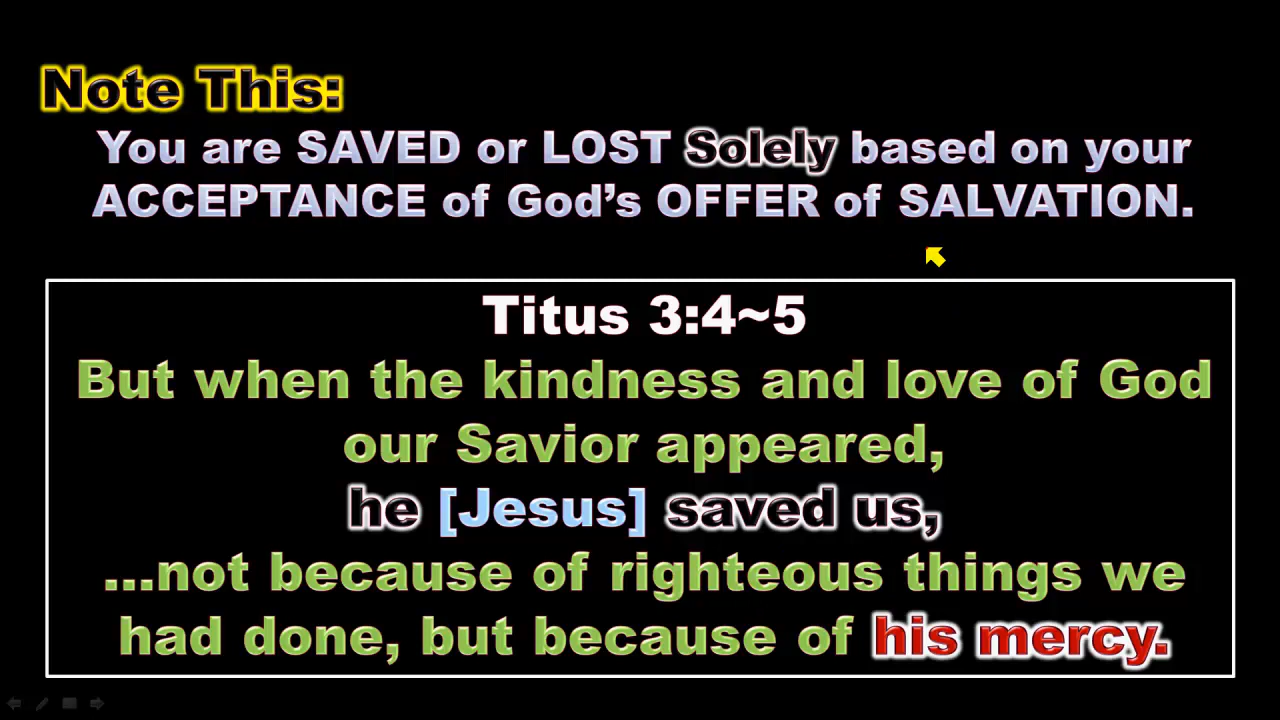 Note This:
You are SAVED or LOST Solely based on your
ACCEPTANCE of God’s OFFER of SALVATION.
Titus 3:4~5
But when the kindness and love of God
our Savior appeared,
he [Jesus] saved us,
...not because of righteous things we
had done, but because of his mercy.